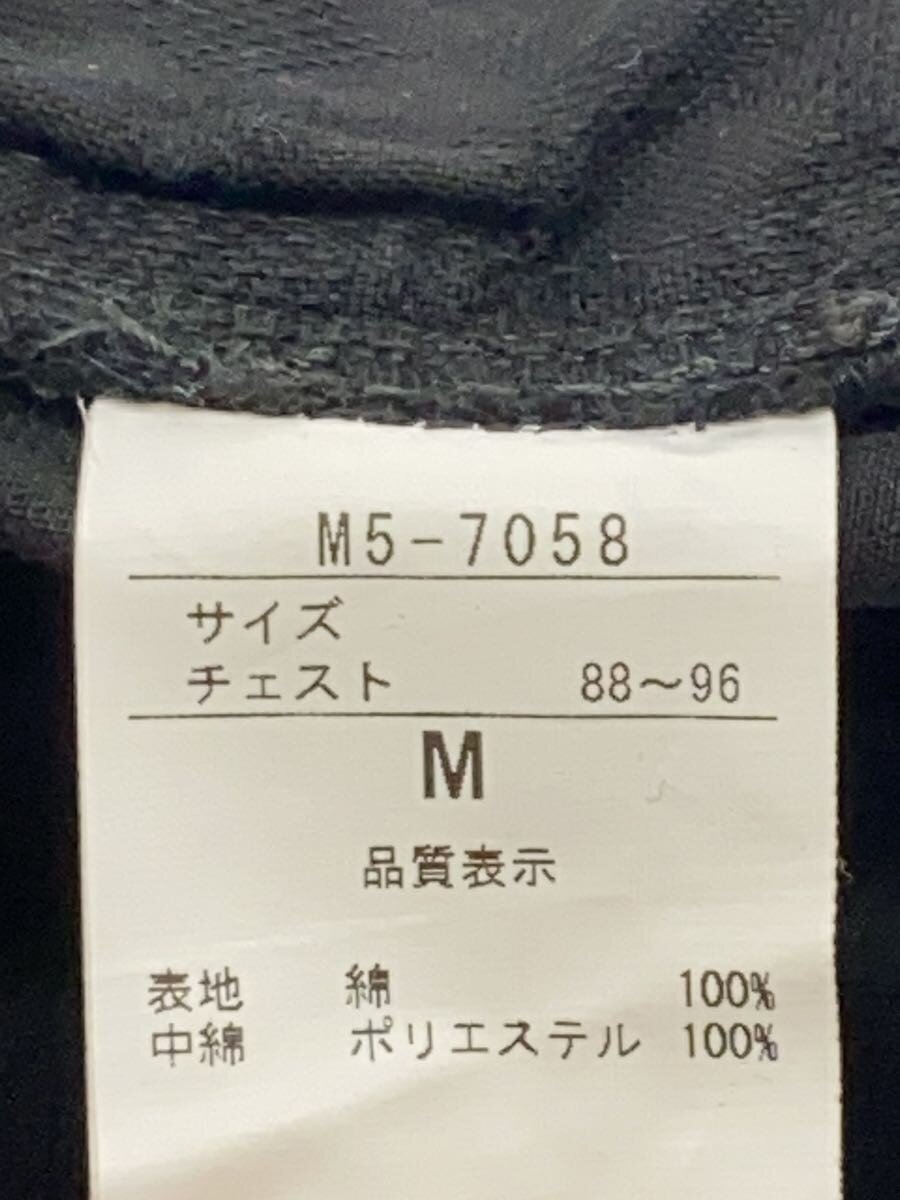 M5-7058
サイズ
チェスト 88～96
M
品質表示
表地 綿 100%
中綿 ポリエステル 100%